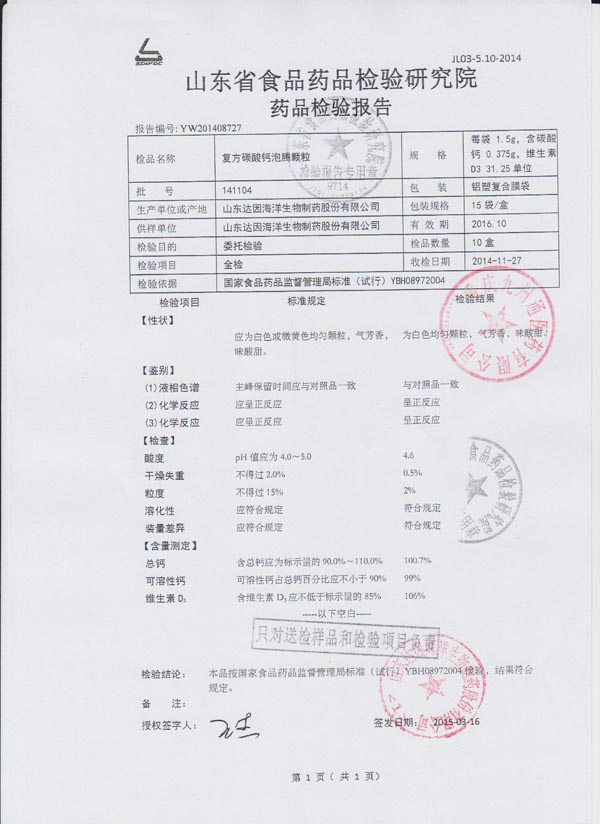 SDIFDC
JL03-5.10-2014
山东省食品药品检验研究院
药品检验报告
报告编号: YW201408727
检品名称 复方碳酸钙泡腾颗粒 规 格 每袋 1.5g，含碳酸钙 0.375g，维生素 D3 31.25 单位
批 号 141104 包 装 铝塑复合膜袋
生产单位或产地 山东达因海洋生物制药股份有限公司 包装规格 15 袋/盒
供样单位 山东达因海洋生物制药股份有限公司 有 效 期 2016.10
检验目的 委托检验 检品数量 10 盒
检验项目 全检 收检日期 2014-11-27
检验依据 国家食品药品监督管理局标准（试行）YBH08972004
检验项目 标准规定 检验结果
【性状】
应为白色或微黄色均匀颗粒，气芳香， 为白色均匀颗粒，气芳香，味酸甜。
味酸甜。
【鉴别】
(1)液相色谱 主峰保留时间应与对照品一致 与对照品一致
(2)化学反应 应呈正反应 呈正反应
(3)化学反应 应呈正反应 呈正反应
【检查】
酸度 pH 值应为 4.0～5.0 4.6
干燥失重 不得过 2.0% 0.5%
粒度 不得过 15% 2%
溶化性 应符合规定 符合规定
装量差异 应符合规定 符合规定
【含量测定】
总钙 含总钙应为标示量的 90.0%～110.0% 100.7%
可溶性钙 可溶性钙占总钙百分比应不小于 90% 99%
维生素 D₃ 含维生素 D₃应不低于标示量的 85% 106%
-----以下空白-----
只对送检样品和检验项目负责
检验结论： 本品按国家食品药品监督管理局标准（试行）YBH08972004 检验，结果符合
规定。
备 注：
授权签字人： 签发日期： 2015-03-16
第 1 页（ 共 1 页）
检验报告专用章
9714